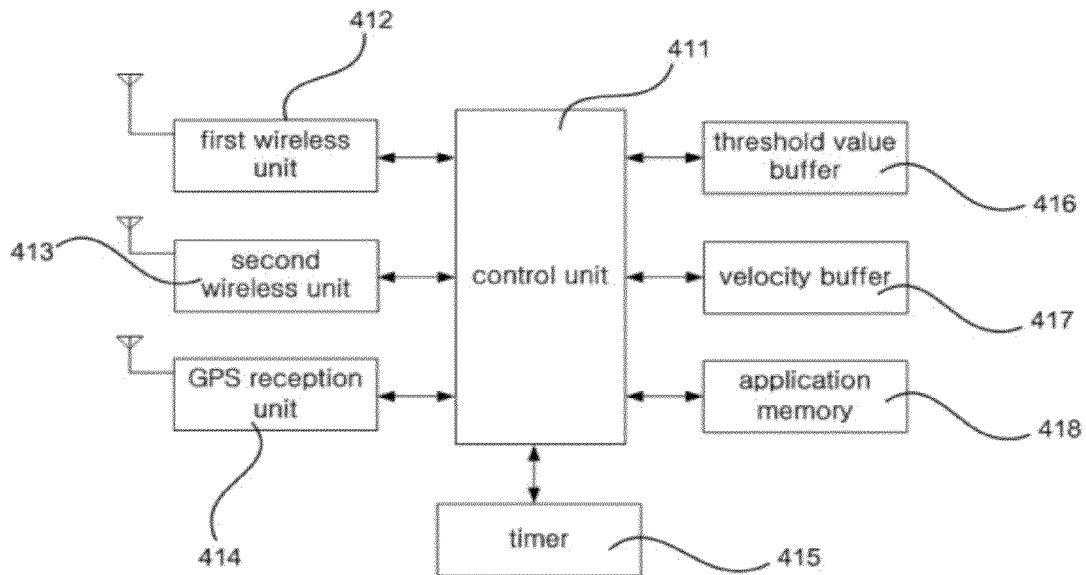 412
411
first wireless
unit
threshold value
buffer
416
413
second
wireless unit
control unit
velocity buffer
417
GPS reception
unit
application
memory
418
414
timer
415